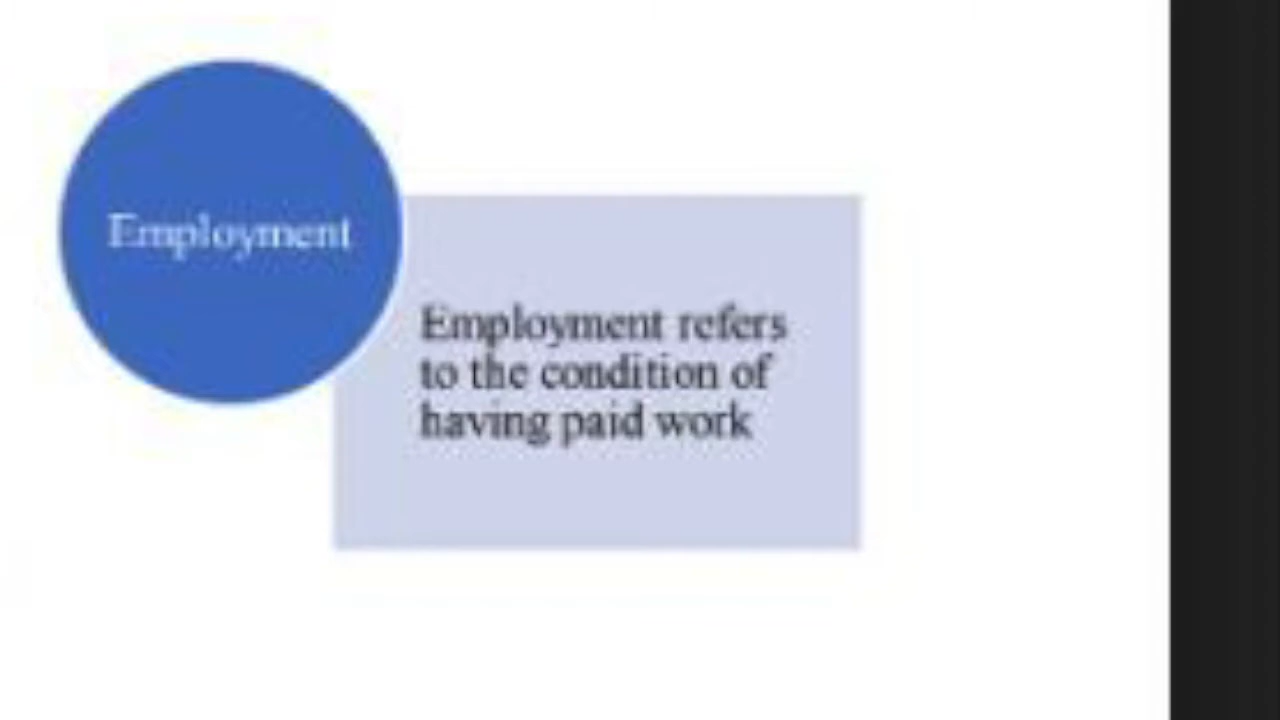 Employment
Employment refers
to the condition of
having paid work